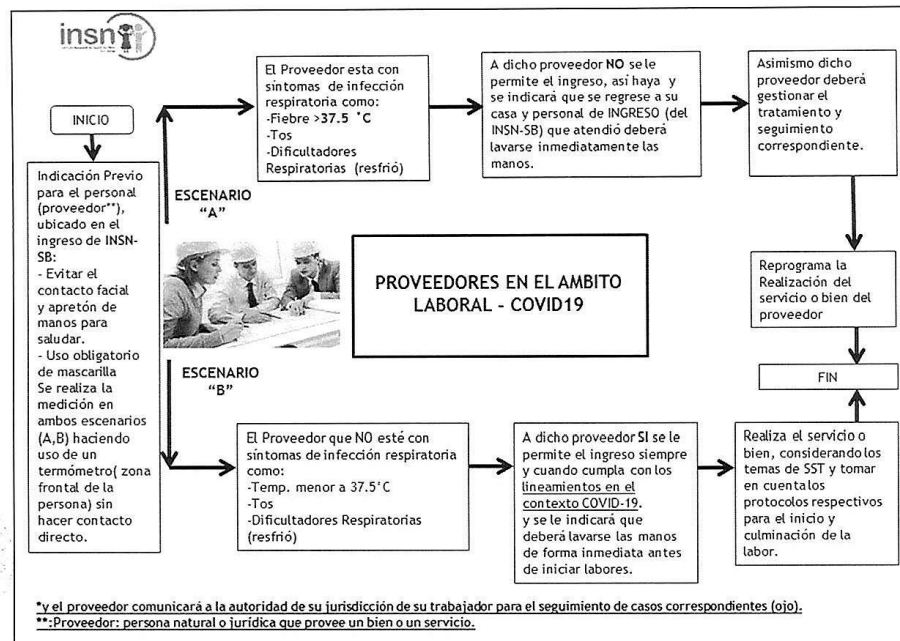 insn
INICIO
Indicación Previo
para el personal
(proveedor**),
ubicado en el
ingreso de INSN-
SB:
- Evitar el
contacto facial
y apretón de
manos para
saludar.
- Uso obligatorio
de mascarilla
Se realiza la
medición en
ambos escenarios
(A,B) haciendo
uso de un
termómetro( zona
frontal de la
persona) sin
hacer contacto
directo.
ESCENARIO
"A"
El Proveedor esta con
síntomas de infección
respiratoria como:
-Fiebre >37.5 °C
-Tos
-Dificultadores
Respiratorias (resfrió)
A dicho proveedor NO se le
permite el ingreso, así haya y
se indicará que se regrese a su
casa y personal de INGRESO (del
INSN-SB) que atendió deberá
lavarse inmediatamente las
manos.
Asimismo dicho
proveedor deberá
gestionar el
tratamiento y
seguimiento
correspondiente.
Reprograma la
Realización del
servicio o bien del
proveedor
FIN
PROVEEDORES EN EL AMBITO
LABORAL - COVID19
ESCENARIO
"B"
El Proveedor que NO esté con
síntomas de infección respiratoria
como:
-Temp. menor a 37.5°C
-Tos
-Dificultadores Respiratorias
(resfrió)
A dicho proveedor SI se le
permite el ingreso siempre
y cuando cumpla con los
lineamientos en el
contexto COVID-19.
y se le indicará que
deberá lavarse las manos
de forma inmediata antes
de iniciar labores.
Realiza el servicio o
bien, considerando los
temas de SST y tomar
en cuenta los
protocolos respectivos
para el inicio y
culminación de la
labor.
*y el proveedor comunicará a la autoridad de su jurisdicción de su trabajador para el seguimiento de casos correspondientes (ojo).
**:Proveedor: persona natural o jurídica que provee un bien o un servicio.